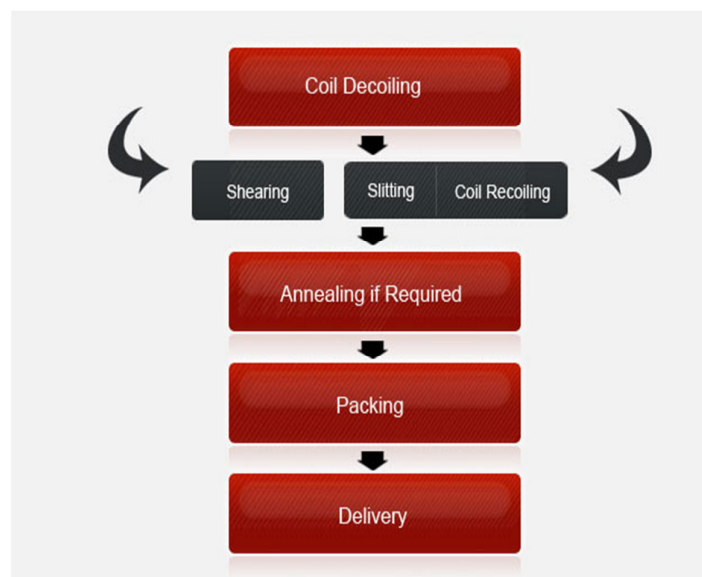 Coil Decoiling
Shearing
Slitting
Coil Recoiling
Annealing if Required
Packing
Delivery